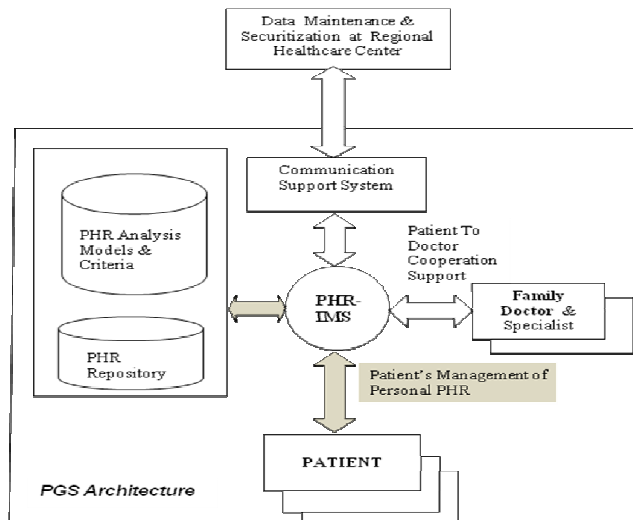 Data Maintenance &
Securitization at Regional
Healthcare Center
Communication
Support System
PHR Analysis
Models &
Criteria
PHR
Repository
PHR-
IMS
Patient To
Doctor
Cooperation
Support
Family
Doctor &
Specialist
Patient's Management of
Personal PHR
PATIENT
PGS Architecture